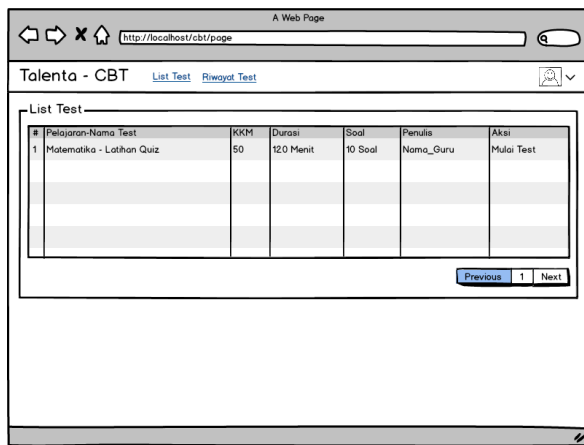 A Web Page
http://localhost/cbt/page
Talenta - CBT List Test Riwayat Test
List Test
# Pelajaran-Nama Test KKM Durasi Soal Penulis Aksi
1 Matematika - Latihan Quiz 50 120 Menit 10 Soal Nama_Guru Mulai Test
Previous 1 Next